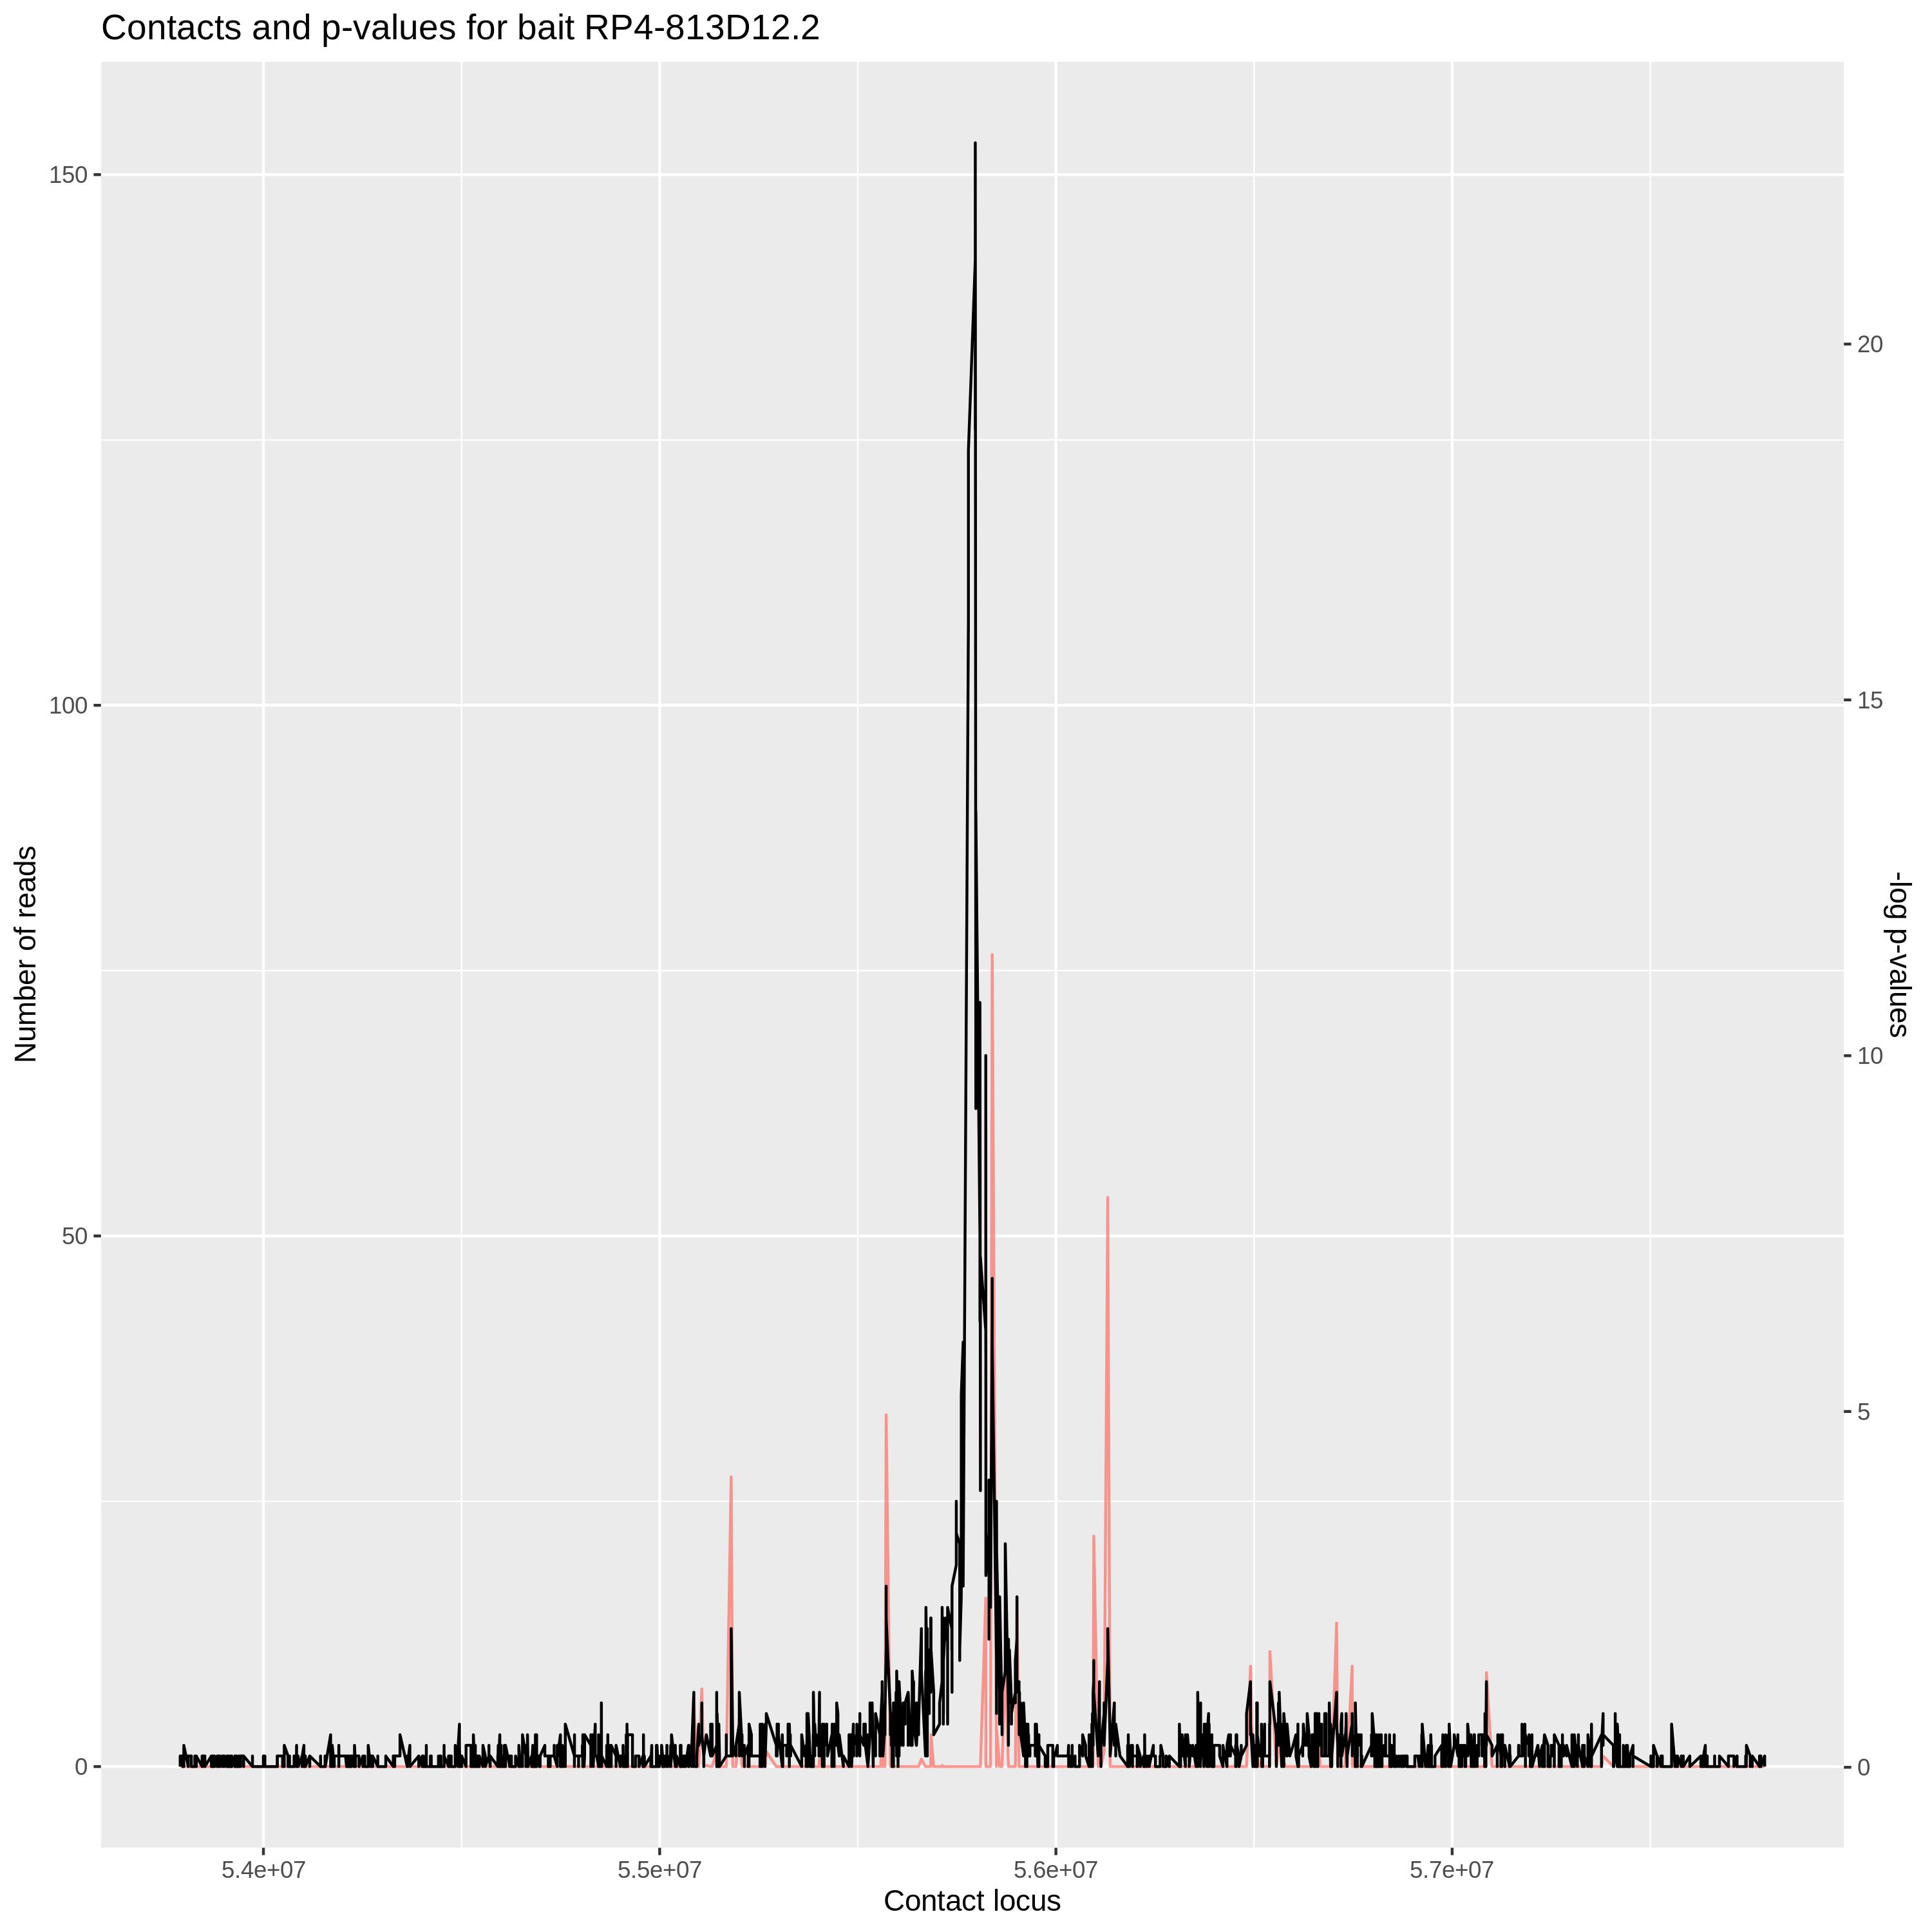 Contacts and p-values for bait RP4-813D12.2
150
100
50
0
Number of reads
20
15
10
5
0
-log p-values
5.4e+07 5.5e+07 5.6e+07 5.7e+07
Contact locus